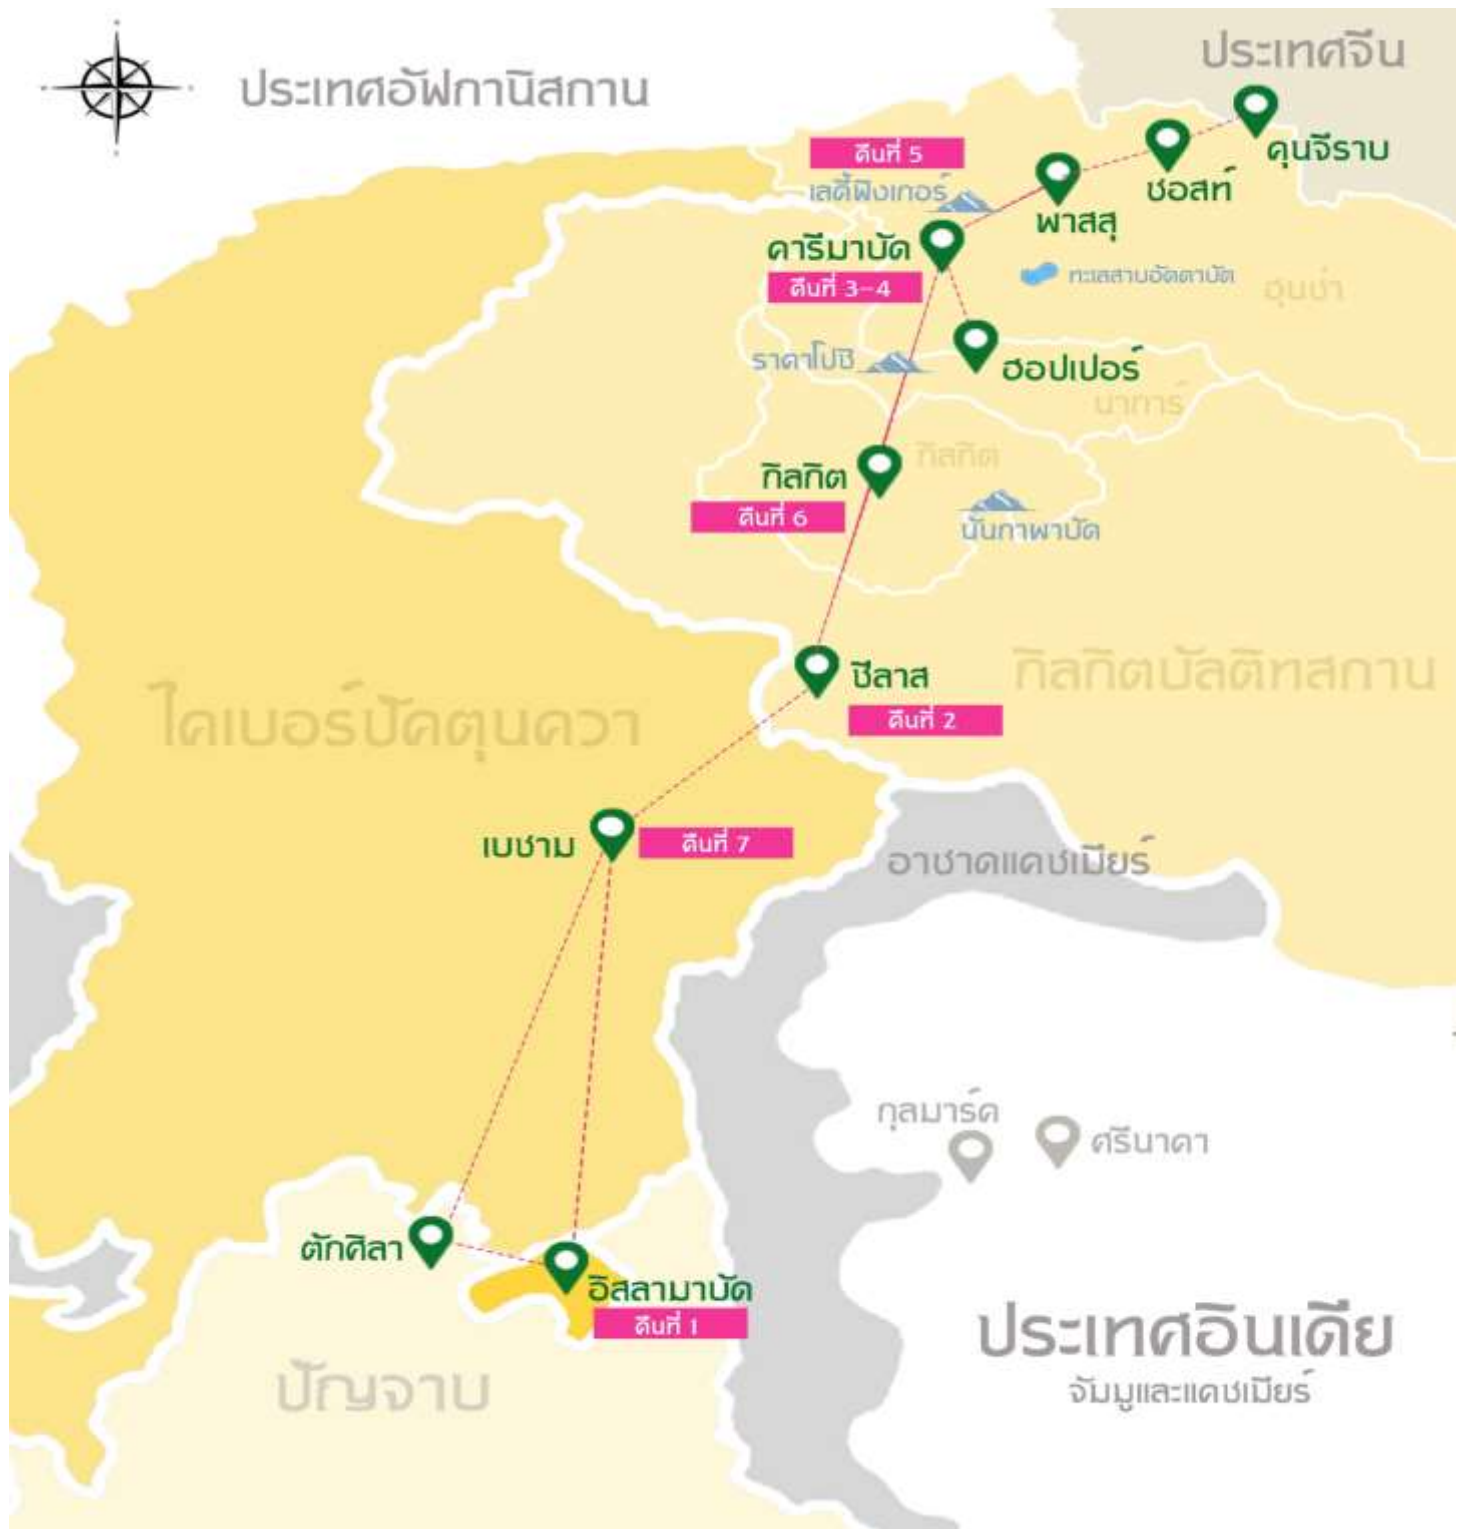 ประเทศจีน
ประเทศอัฟกานิสถาน
คุนจีราบ
คืนที่ 5
ซอสท์
เลดี้ฟิงเกอร์
พาสสุ
คารีมาบัด
คืนที่ 3-4
ทะเลสาบอัตตาบัด
ฮุนซ่า
ราคาโปชิ
ฮอปเปอร์
นาการ์
กิลกิต
กิลกิต
คืนที่ 6
นันกาพาบัด
กิลกิตบัลติทสถาน
ชีลาส
คืนที่ 2
ไคเบอร์ปัคตุนควา
เบชาม
คืนที่ 7
อาซาดแคชเมียร์
กุลมาร์ค
ศรีนาคา
ตักศิลา
อิสลามาบัด
คืนที่ 1
ประเทศอินเดีย
จัมมูและแคชเมียร์
ปัญจาบ